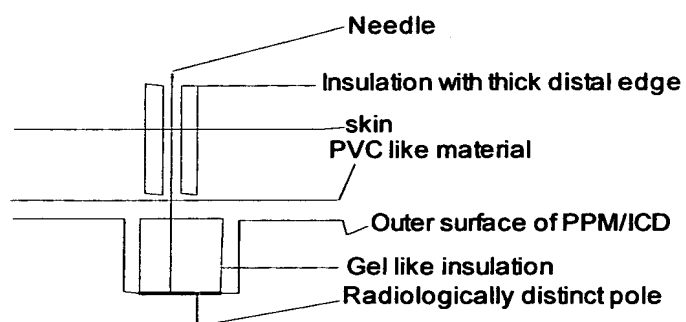 Needle
Insulation with thick distal edge
skin
PVC like material
Outer surface of PPM/ICD
Gel like insulation
Radiologically distinct pole